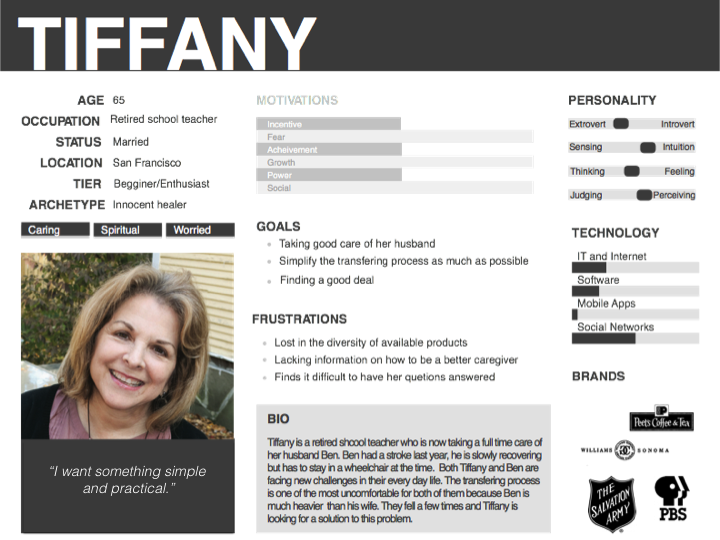 TIFFANY
AGE 65
OCCUPATION Retired school teacher
STATUS Married
LOCATION San Francisco
TIER Begginer/Enthusiast
ARCHETYPE Innocent healer
Caring Spiritual Worried
“I want something simple
and practical.”
MOTIVATIONS
Incentive
Fear
Acheivement
Growth
Power
Social
GOALS
Taking good care of her husband
Simplify the transfering process as much as possible
Finding a good deal
FRUSTRATIONS
Lost in the diversity of available products
Lacking information on how to be a better caregiver
Finds it difficult to have her quetions answered
BIO
Tiffany is a retired shcool teacher who is now taking a full time care of
her husband Ben. Ben had a stroke last year, he is slowly recovering
but has to stay in a wheelchair at the time. Both Tiffany and Ben are
facing new challenges in their every day life. The transfering process
is one of the most uncomfortable for both of them because Ben is
much heavier than his wife. They fell a few times and Tiffany is
looking for a solution to this problem.
PERSONALITY
Extrovert Introvert
Sensing Intuition
Thinking Feeling
Judging Perceiving
TECHNOLOGY
IT and Internet
Software
Mobile Apps
Social Networks
BRANDS
Peet's Coffee & Tea
WILLIAMS SONOMA
THE
SALVATION
ARMY
PBS